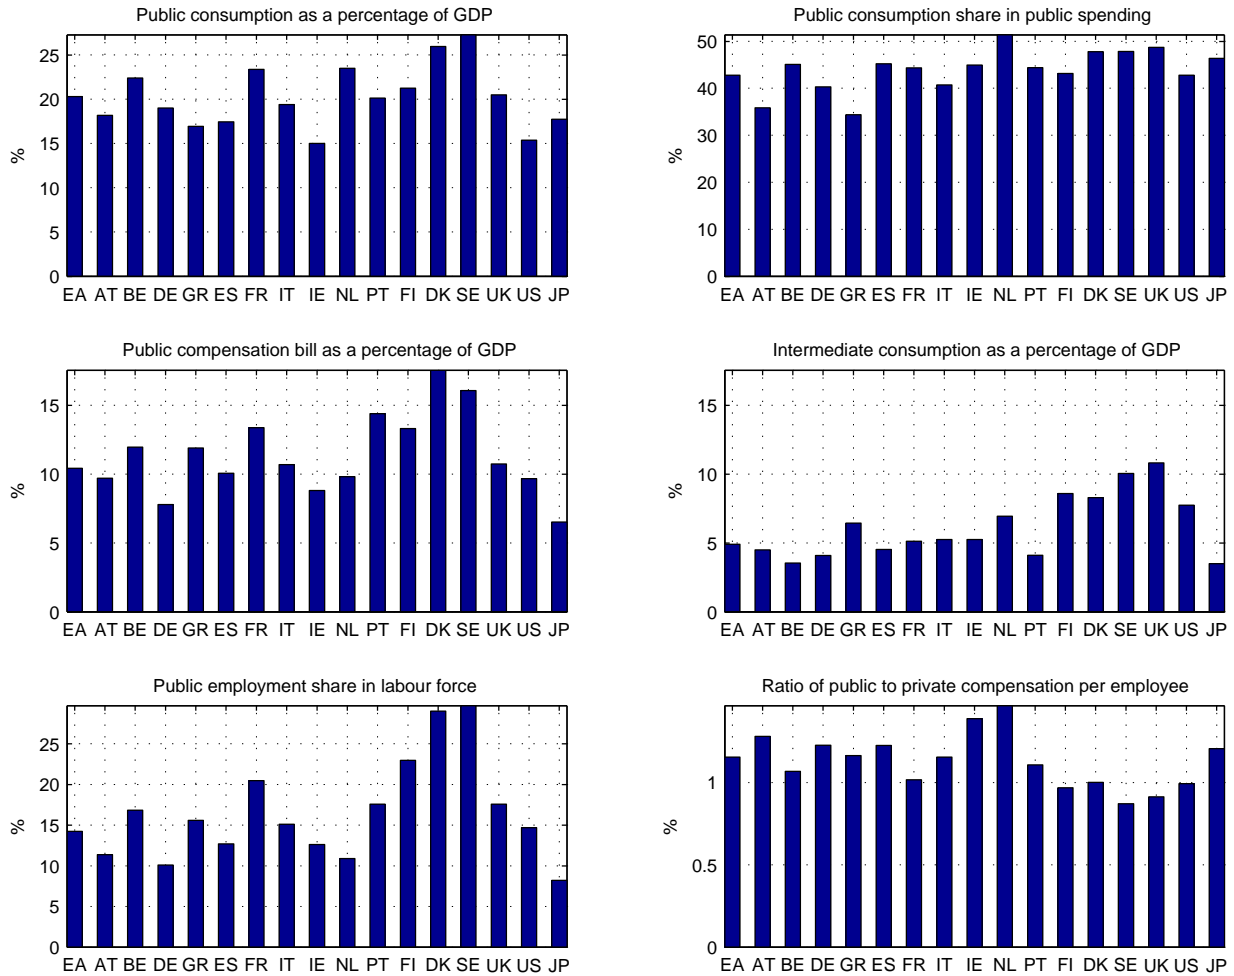 Public consumption as a percentage of GDP
25
20
15
10
5
0
%
EA AT BE DE GR ES FR IT IE NL PT FI DK SE UK US JP
Public consumption share in public spending
50
40
30
20
10
0
%
EA AT BE DE GR ES FR IT IE NL PT FI DK SE UK US JP
Public compensation bill as a percentage of GDP
15
10
5
0
%
EA AT BE DE GR ES FR IT IE NL PT FI DK SE UK US JP
Intermediate consumption as a percentage of GDP
15
10
5
0
%
EA AT BE DE GR ES FR IT IE NL PT FI DK SE UK US JP
Public employment share in labour force
25
20
15
10
5
0
%
EA AT BE DE GR ES FR IT IE NL PT FI DK SE UK US JP
Ratio of public to private compensation per employee
1
0.5
0
%
EA AT BE DE GR ES FR IT IE NL PT FI DK SE UK US JP